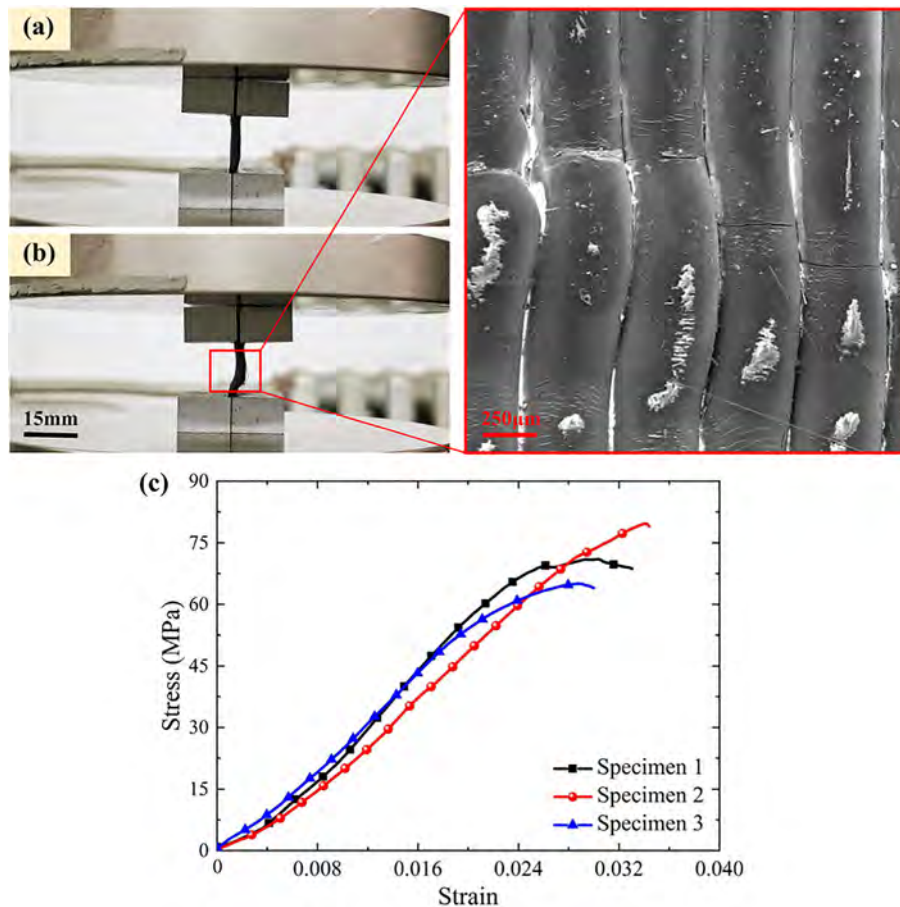 (a)
(b)
15mm
250μm
(c)
90
75
60
45
30
15
0
Stress (MPa)
Specimen 1
Specimen 2
Specimen 3
0 0.008 0.016 0.024 0.032 0.040
Strain